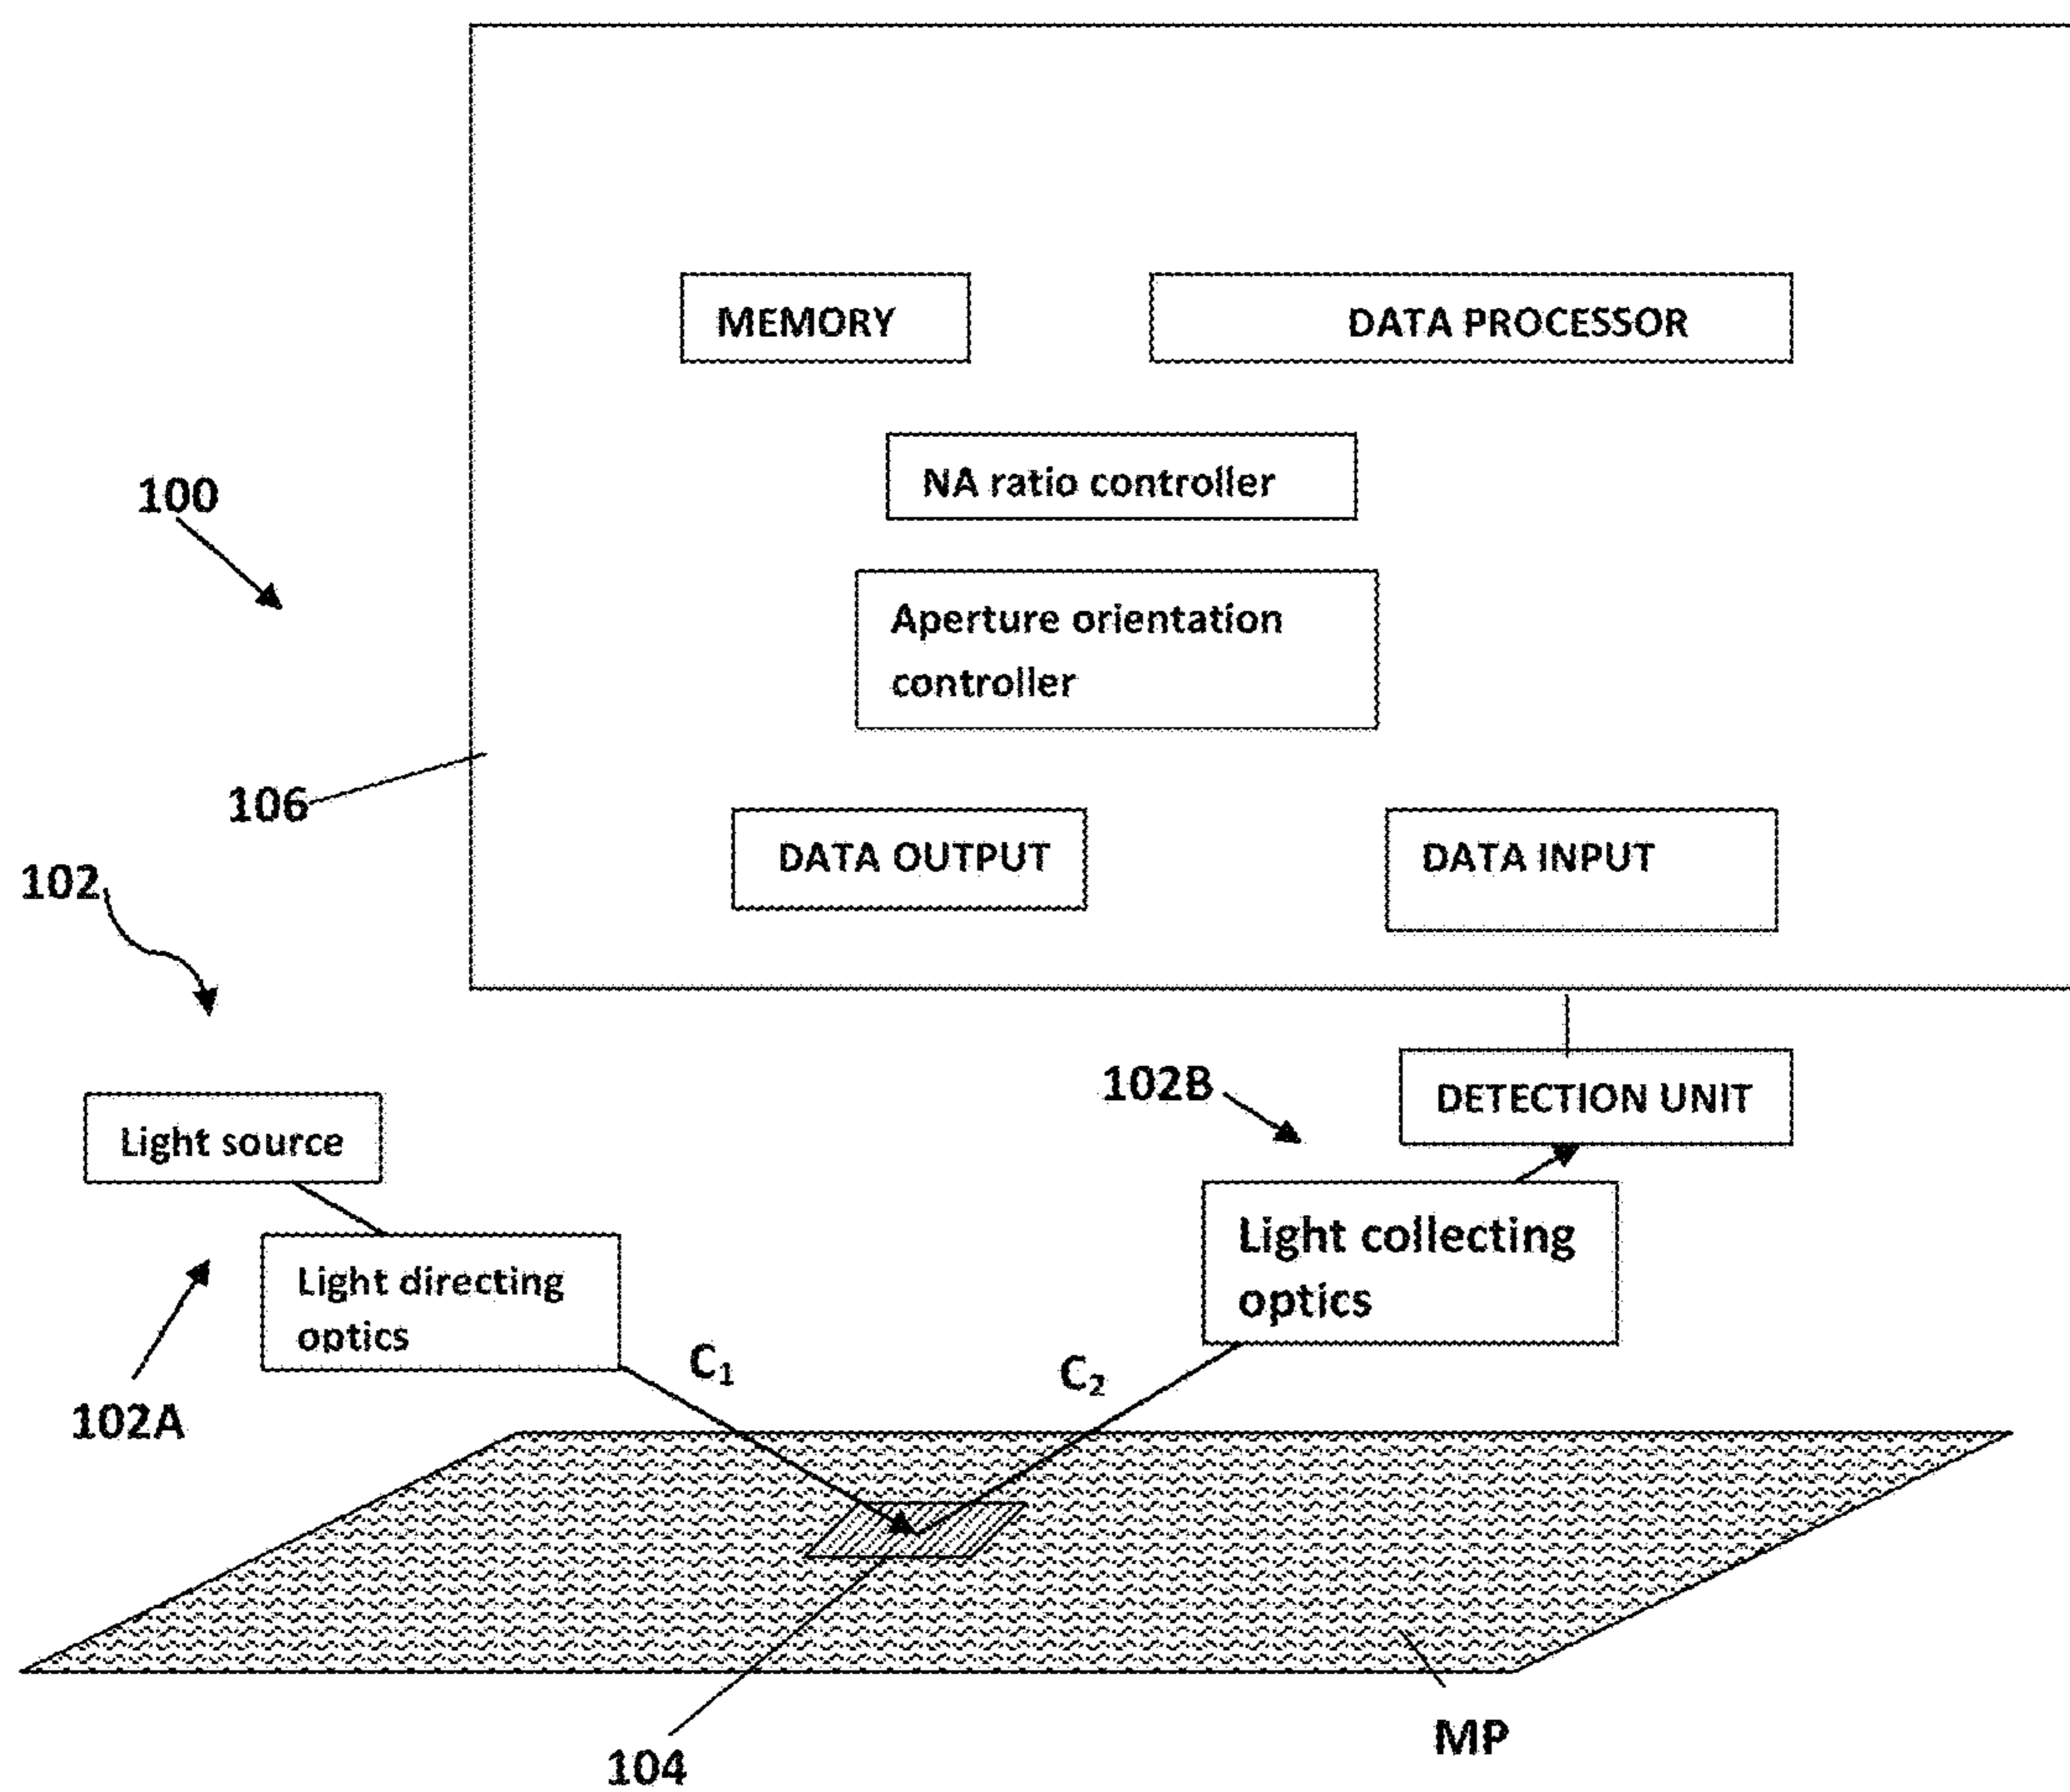 MEMORY
DATA PROCESSOR
NA ratio controller
100
Aperture orientation
controller
106
DATA OUTPUT
DATA INPUT
102
102B
DETECTION UNIT
Light source
Light collecting
optics
Light directing
optics
C₁
C₂
102A
MP
104